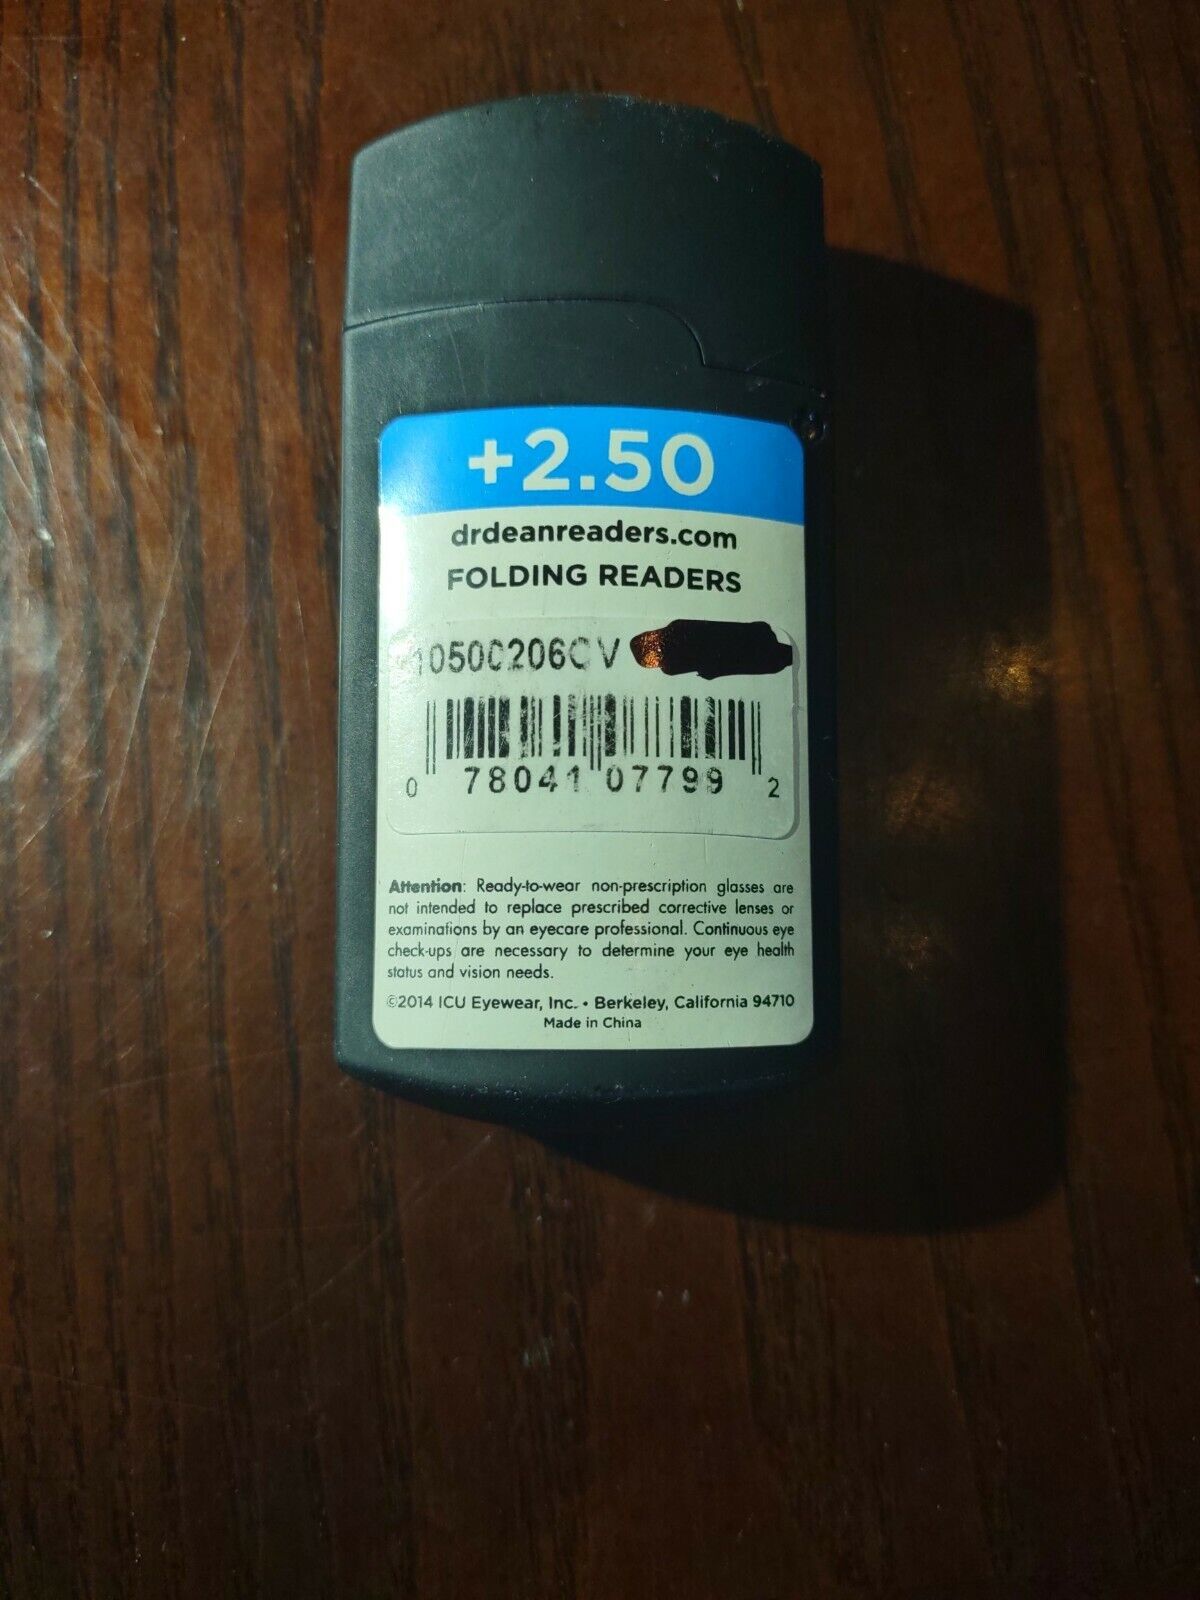 +2.50
drdeanreaders.com
FOLDING READERS
10500206CV
0 78041 07799 2
Attention: Ready-to-wear non-prescription glasses are
not intended to replace prescribed corrective lenses or
examinations by an eyecare professional. Continuous eye
check-ups are necessary to determine your eye health
status and vision needs.
©2014 ICU Eyewear, Inc. • Berkeley, California 94710
Made in China